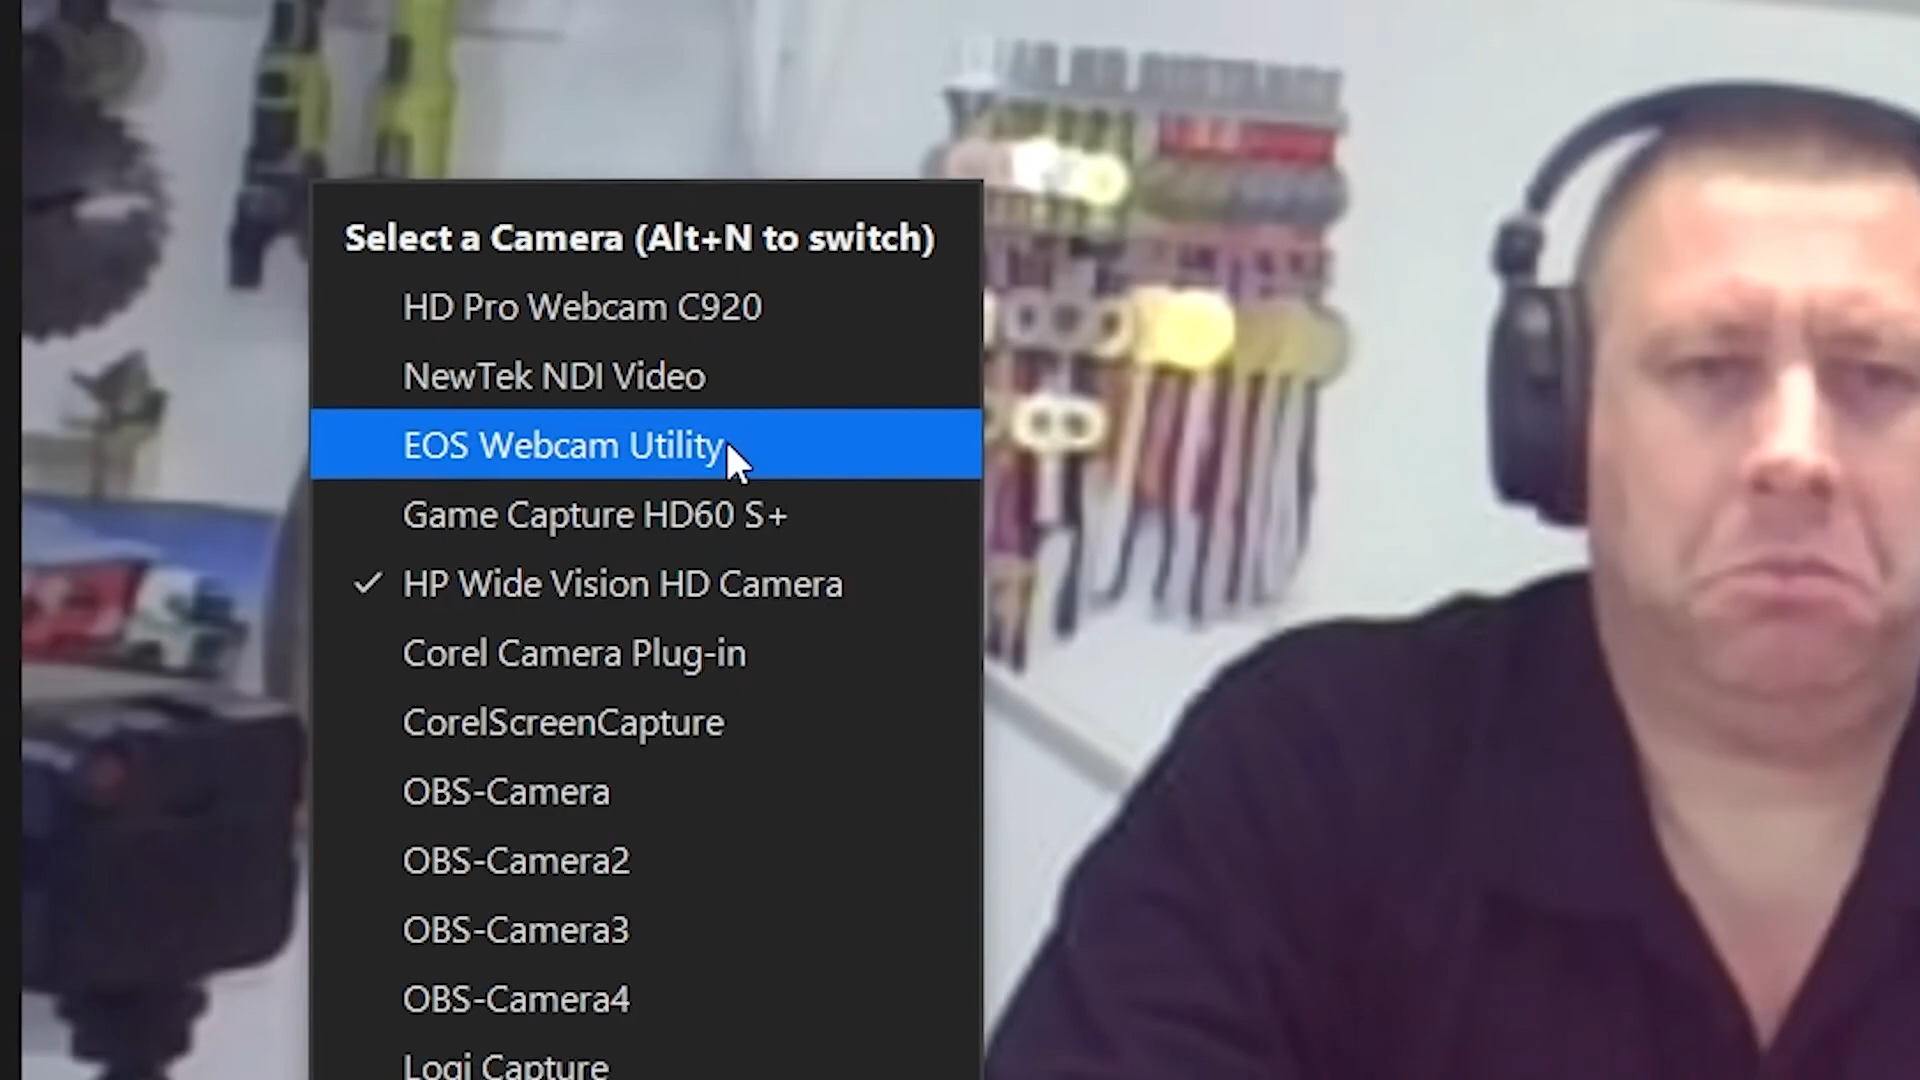 Select a Camera (Alt+N to switch)
HD Pro Webcam C920
NewTek NDI Video
EOS Webcam Utility
Game Capture HD60 S+
✓ HP Wide Vision HD Camera
Corel Camera Plug-in
CorelScreenCapture
OBS-Camera
OBS-Camera2
OBS-Camera3
OBS-Camera4
Logi Capture